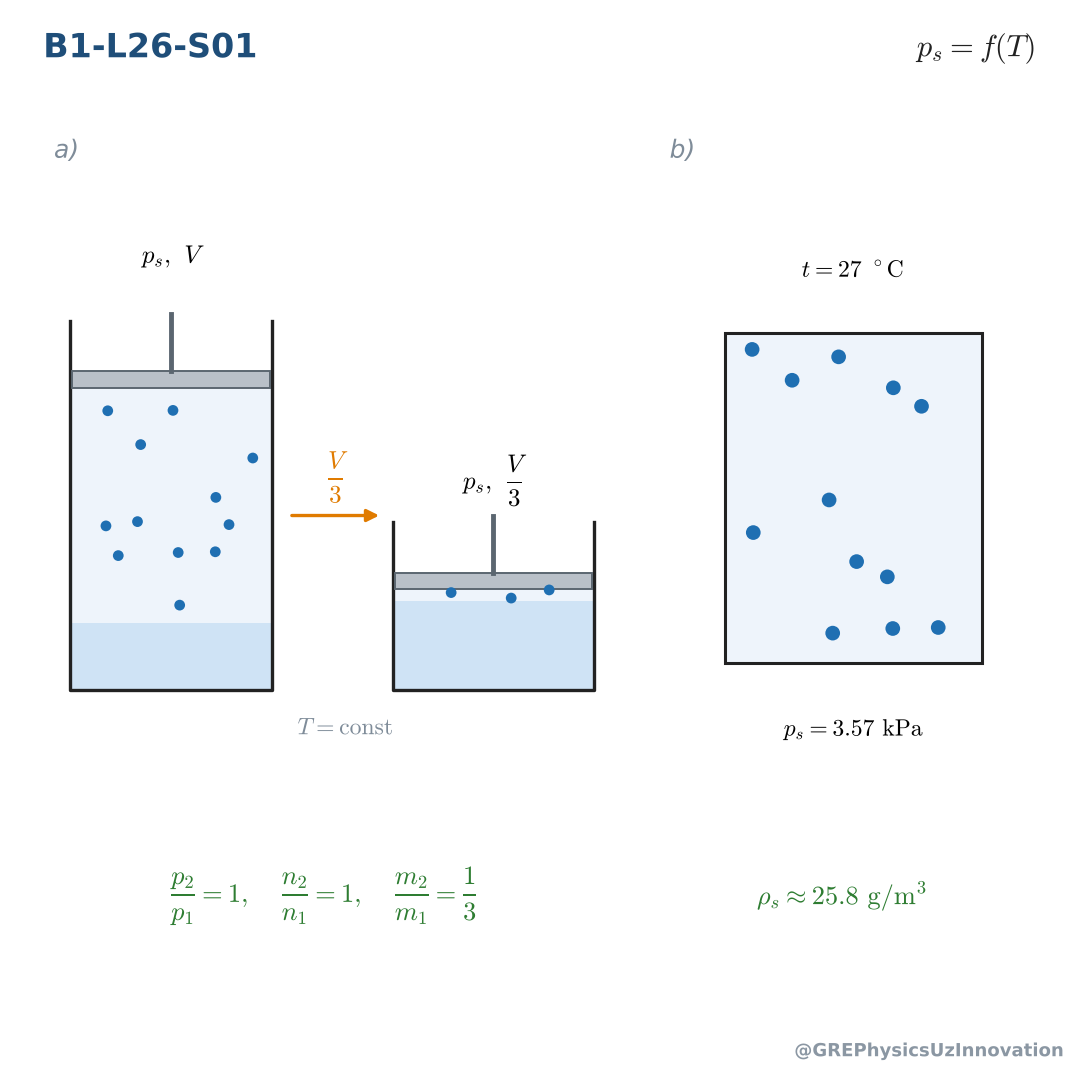 B1-L26-S01
p_s = f(T)
a)
b)
p_s, V
t = 27 °C
V/3
p_s, V/3
T = const
p_s = 3.57 kPa
p_2/p_1 = 1, n_2/n_1 = 1, m_2/m_1 = 1/3
ρ_s ≈ 25.8 g/m³
@GREPhysicsUzInnovation